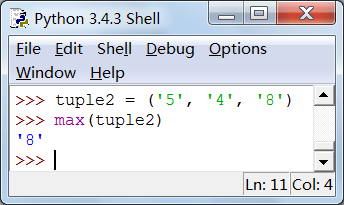 Python 3.4.3 Shell
File Edit Shell Debug Options
Window Help
>>> tuple2 = ('5', '4', '8')
>>> max(tuple2)
'8'
>>>
Ln: 11 Col: 4